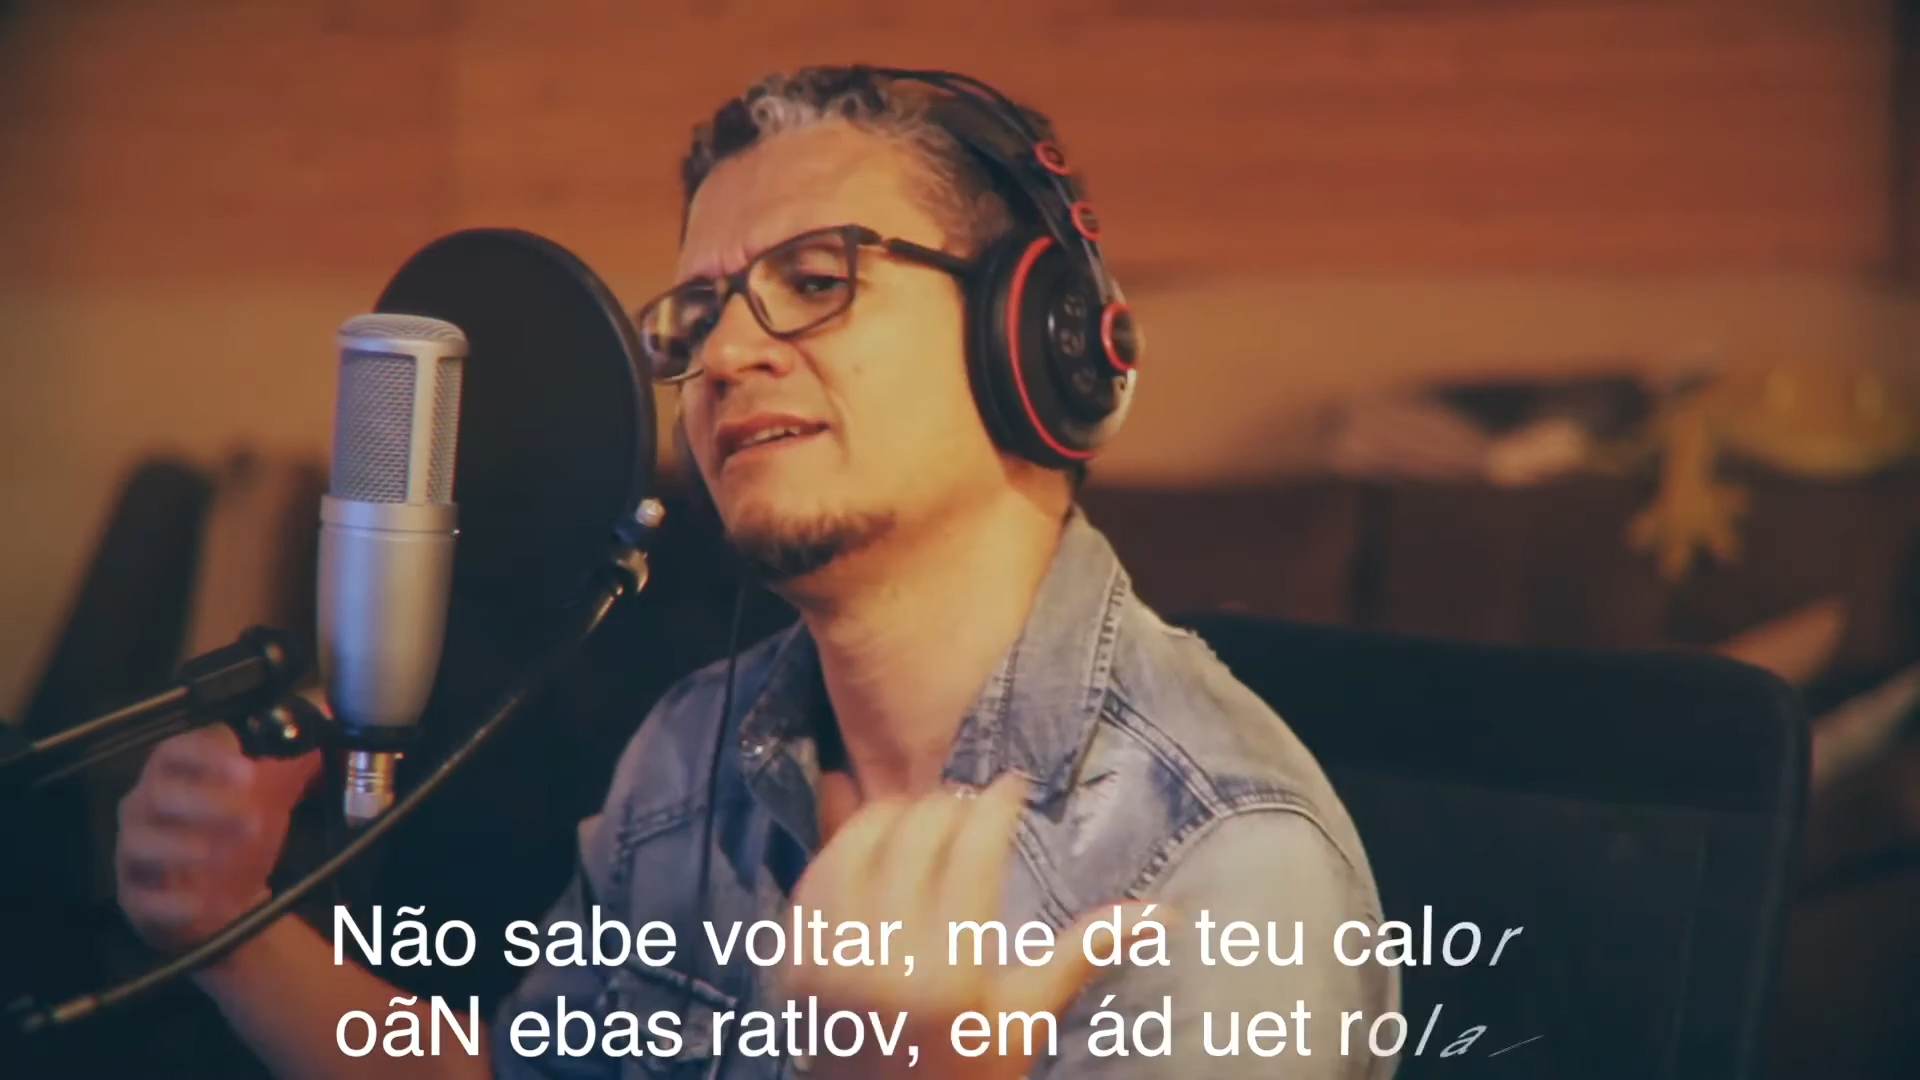 Não sabe voltar, me dá teu calor
oãN ebas ratlov, em ád uet rola